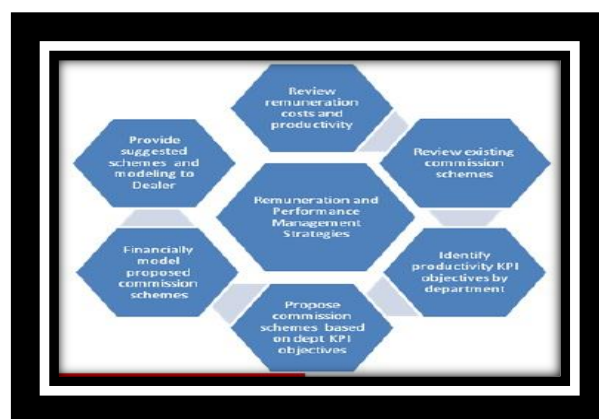 Review
remuneration
costs and
productivity
Review existing
commission
schemes
Identify
productivity KPI
objectives by
department
Propose
commission
schemes based
on dept KPI
objectives
Financially
model
proposed
commission
schemes
Provide
suggested
schemes and
modeling to
Dealer
Remuneration and
Performance
Management
Strategies